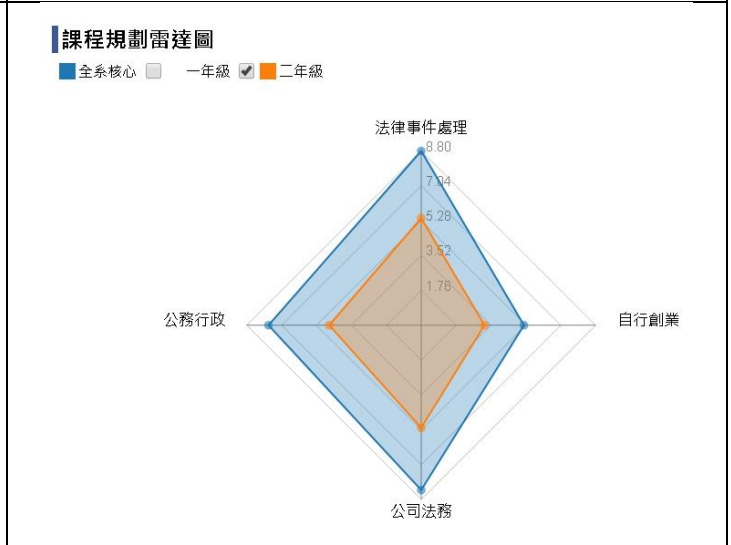 課程規劃雷達圖
全系核心 一年級 二年級
法律事件處理
8.80
7.04
5.28
3.52
1.76
公務行政
自行創業
公司法務